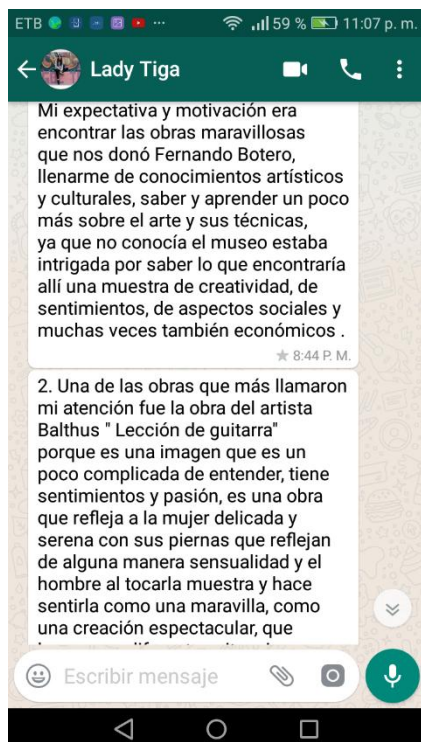 ETB ... 59 % 11:07 p. m.
Lady Tiga
Mi expectativa y motivación era
encontrar las obras maravillosas
que nos donó Fernando Botero,
llenarme de conocimientos artísticos
y culturales, saber y aprender un poco
más sobre el arte y sus técnicas,
ya que no conocía el museo estaba
intrigada por saber lo que encontraría
allí una muestra de creatividad, de
sentimientos, de aspectos sociales y
muchas veces también económicos .
8:44 P. M.
2. Una de las obras que más llamaron
mi atención fue la obra del artista
Balthus " Lección de guitarra"
porque es una imagen que es un
poco complicada de entender, tiene
sentimientos y pasión, es una obra
que refleja a la mujer delicada y
serena con sus piernas que reflejan
de alguna manera sensualidad y el
hombre al tocarla muestra y hace
sentirla como una maravilla, como
una creación espectacular, que
Escribir mensaje